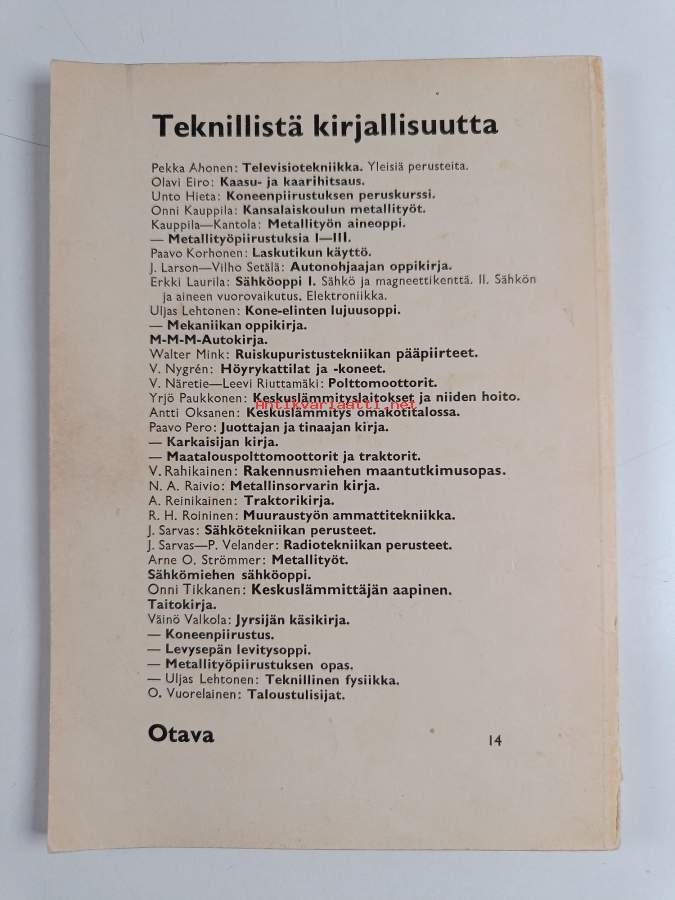 Teknillistä kirjallisuutta
Pekka Ahonen: Televisiotekniikka. Yleisiä perusteita.
Olavi Eiro: Kaasu- ja kaarihitsaus.
Unto Hieta: Koneenpiirustuksen peruskurssi.
Onni Kauppila: Kansalaiskoulun metallityöt.
Kauppila—Kantola: Metallityön aineoppi.
— Metallityöpiirustuksia I—III.
Paavo Korhonen: Laskutikun käyttö.
J. Larson—Vilho Setälä: Autonohjaajan oppikirja.
Erkki Laurila: Sähköoppi I. Sähkö ja magneettikenttä. II. Sähkön
ja aineen vuorovaikutus. Elektroniikka.
Uljas Lehtonen: Kone-elinten lujuusoppi.
— Mekaniikan oppikirja.
M-M-M-Autokirja.
Walter Mink: Ruiskupuristustekniikan pääpiirteet.
V. Nygrén: Höyrykattilat ja -koneet.
V. Näretie—Leevi Riuttamäki: Polttomoottorit.
Yrjö Paukkonen: Keskuslämmityslaitokset ja niiden hoito.
Antikvariaatti.net
Antti Oksanen: Keskuslämmitys omakotitalossa.
Paavo Pero: Juottajan ja tinaajan kirja.
— Karkaisijan kirja.
— Maatalouspolttomoottorit ja traktorit.
V. Rahikainen: Rakennusmiehen maantutkimusopas.
N. A. Raivio: Metallinsorvarin kirja.
A. Reinikainen: Traktorikirja.
R. H. Roininen: Muuraustyön ammattitekniikka.
J. Sarvas: Sähkötekniikan perusteet.
J. Sarvas—P. Velander: Radiotekniikan perusteet.
Arne O. Strömmer: Metallityöt.
Sähkömiehen sähköoppi.
Onni Tikkanen: Keskuslämmittäjän aapinen.
Taitokirja.
Väinö Valkola: Jyrsijän käsikirja.
— Koneenpiirustus.
— Levysepän levitysoppi.
— Metallityöpiirustuksen opas.
— Uljas Lehtonen: Teknillinen fysiikka.
O. Vuorelainen: Taloustulisijat.
Otava
14